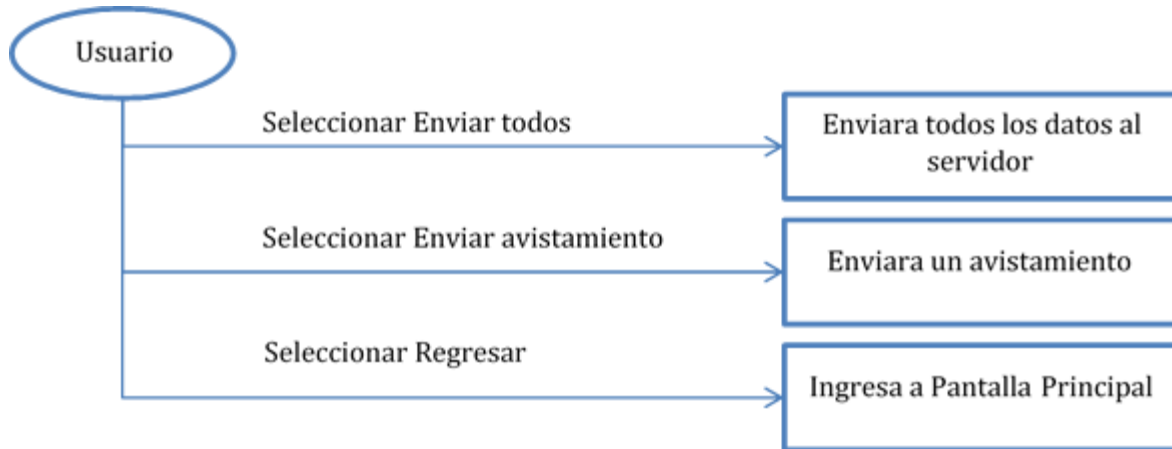 Usuario
Seleccionar Enviar todos
Enviara todos los datos al
servidor
Seleccionar Enviar avistamiento
Enviara un avistamiento
Seleccionar Regresar
Ingresa a Pantalla Principal